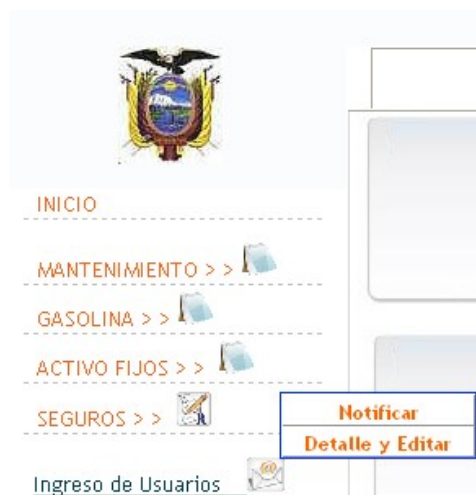 INICIO
MANTENIMIENTO > >
GASOLINA > >
ACTIVO FIJOS > >
SEGUROS > >
Notificar
Detalle y Editar
Ingreso de Usuarios